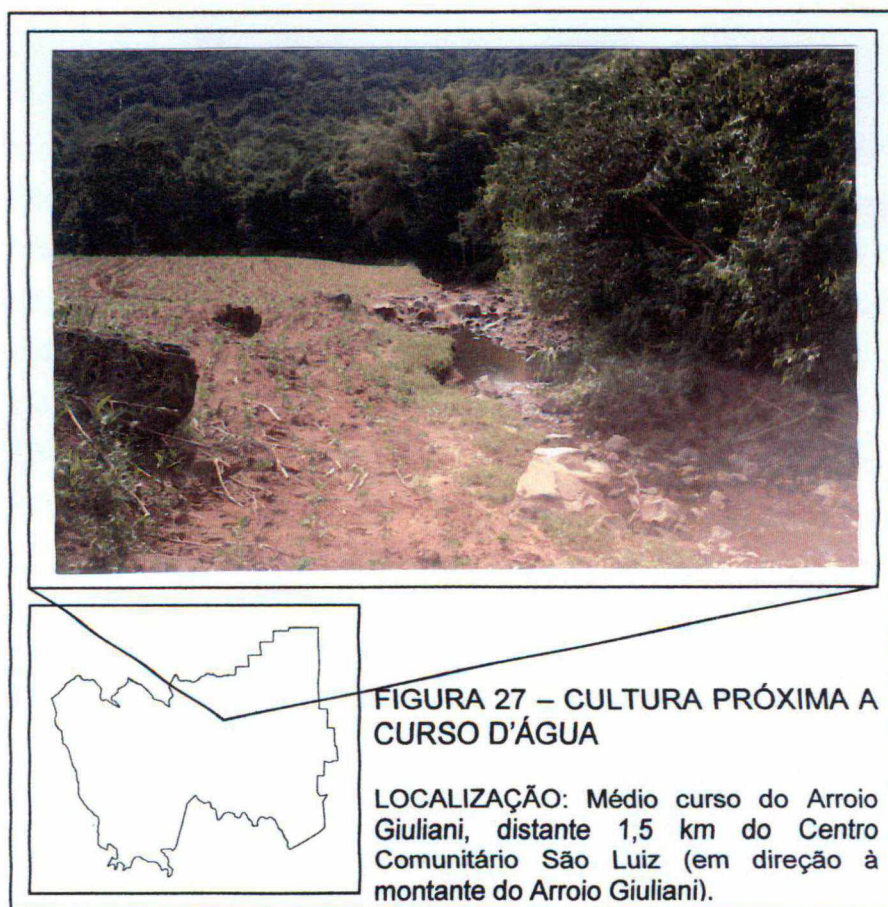 FIGURA 27 – CULTURA PRÓXIMA A
CURSO D'ÁGUA
LOCALIZAÇÃO: Médio curso do Arroio
Giuliani, distante 1,5 km do Centro
Comunitário São Luiz (em direção à
montante do Arroio Giuliani).